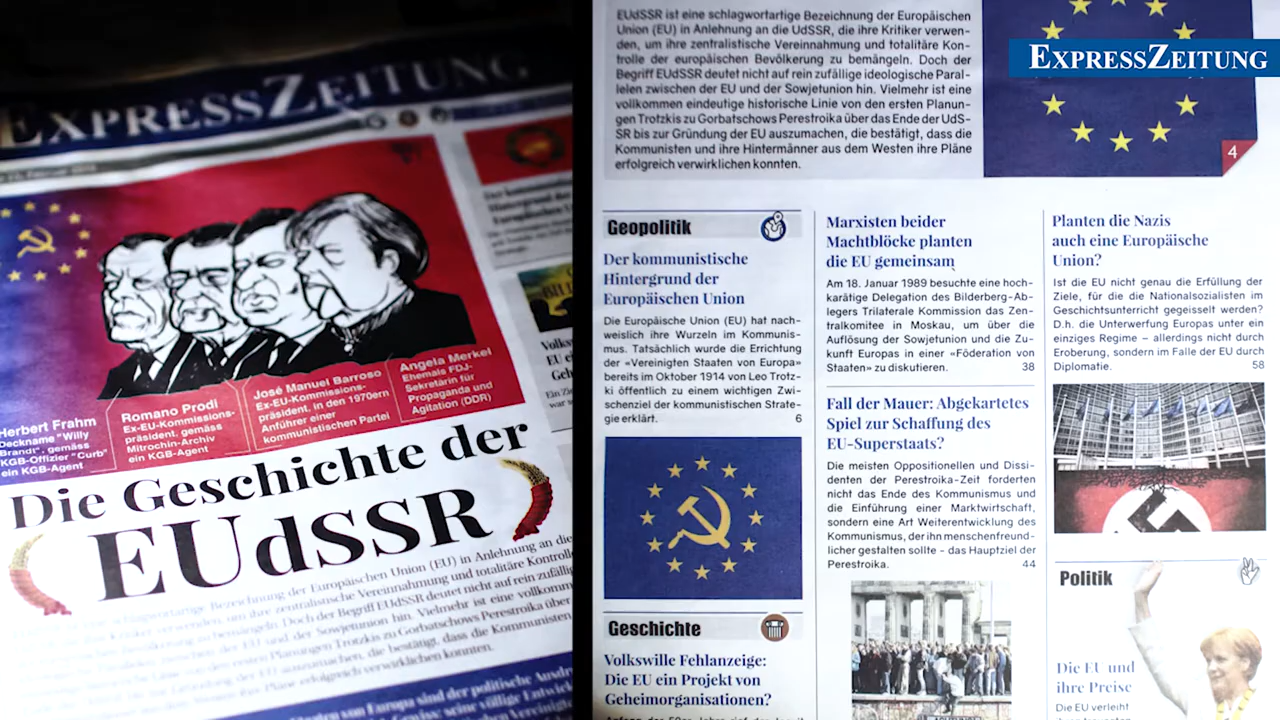 EXPRESSZEITUNG
Herbert Frahm
Deckname "Willy
Brandt", gemäss
KGB-Offizier "Curb"
ein KGB-Agent
Romano Prodi
Ex-EU-Kommissions-
präsident, gemäss
Mitrochin-Archiv
ein KGB-Agent
José Manuel Barroso
Ex-EU-Kommissions-
präsident, in den 1970ern
Anführer einer
kommunistischen Partei
Angela Merkel
Ehemals FDJ-
Sekretärin für
Propaganda und
Agitation (DDR)
Die Geschichte der
EUdSSR
EUdSSR ist eine schlagwortartige Bezeichnung der Europäischen
Union (EU) in Anlehnung an die UdSSR, die ihre Kritiker verwen-
den, um ihre zentralistische Vereinnahmung und totalitäre Kon-
trolle der europäischen Bevölkerung zu bemängeln. Doch der
Begriff EUdSSR deutet nicht auf rein zufällige ideologische Paral-
lelen zwischen der EU und der Sowjetunion hin. Vielmehr ist eine
vollkommen eindeutige historische Linie von den ersten Planun-
gen Trotzkis zu Gorbatschows Perestroika über das Ende der UdS-
SR bis zur Gründung der EU auszumachen, die bestätigt, dass die
Kommunisten und ihre Hintermänner aus dem Westen ihre Pläne
erfolgreich verwirklichen konnten.
EXPRESSZEITUNG
4
Geopolitik
Der kommunistische
Hintergrund der
Europäischen Union
Die Europäische Union (EU) hat nach-
weislich ihre Wurzeln im Kommunis-
mus. Tatsächlich wurde die Errichtung
der «Vereinigten Staaten von Europa»
bereits im Oktober 1914 von Leo Trotz-
ki öffentlich zu einem wichtigen Zwi-
schenziel der kommunistischen Strate-
gie erklärt. 6
Geschichte
Volkswille Fehlanzeige:
Die EU ein Projekt von
Geheimorganisationen?
Marxisten beider
Machtblöcke planten
die EU gemeinsam
Am 18. Januar 1989 besuchte eine hoch-
karätige Delegation des Bilderberg-Ab-
legers Trilaterale Kommission das Zen-
tralkomitee in Moskau, um über die
Auflösung der Sowjetunion und die Zu-
kunft Europas in einer «Föderation von
Staaten» zu diskutieren. 38
Fall der Mauer: Abgekartetes
Spiel zur Schaffung des
EU-Superstaats?
Die meisten Oppositionellen und Dissi-
denten der Perestroika-Zeit forderten
nicht das Ende des Kommunismus und
die Einführung einer Marktwirtschaft,
sondern eine Art Weiterentwicklung des
Kommunismus, der ihn menschenfreund-
licher gestalten sollte – das Hauptziel der
Perestroika. 44
Planten die Nazis
auch eine Europäische
Union?
Ist die EU nicht genau die Erfüllung der
Ziele, für die die Nationalsozialisten im
Geschichtsunterricht gegeisselt werden?
D.h. die Unterwerfung Europas unter ein
einziges Regime – allerdings nicht durch
Eroberung, sondern im Falle der EU durch
Diplomatie. 58
Politik
Die EU und
ihre Preise
Die EU verleiht